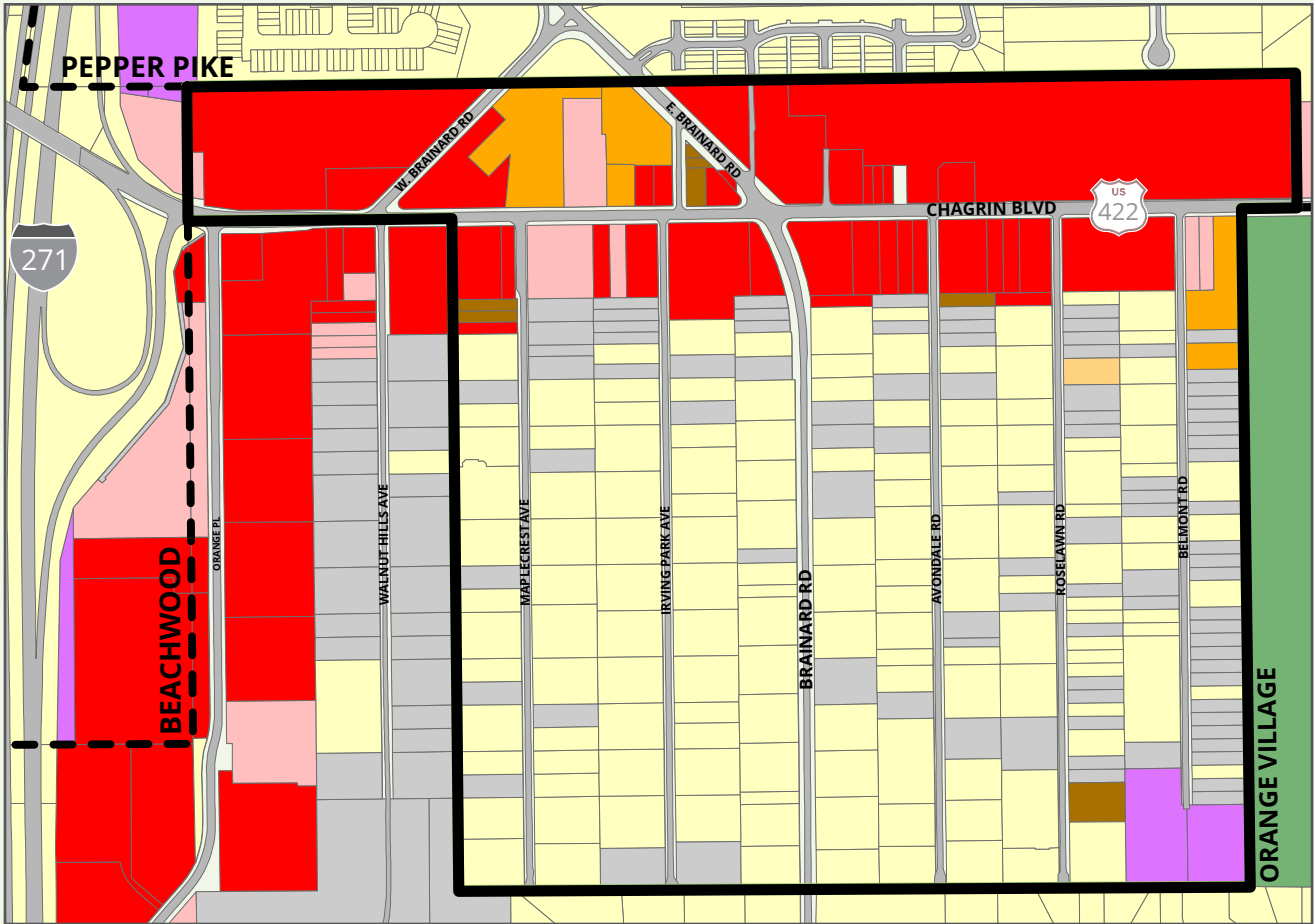 PEPPER PIKE
W. BRAINARD RD
E. BRAINARD RD
CHAGRIN BLVD
US
422
271
BEACHWOOD
ORANGE PL
WALNUT HILLS AVE
MAPLECREST AVE
IRVING PARK AVE
BRAINARD RD
AVONDALE RD
ROSELAWN RD
BELMONT RD
ORANGE VILLAGE